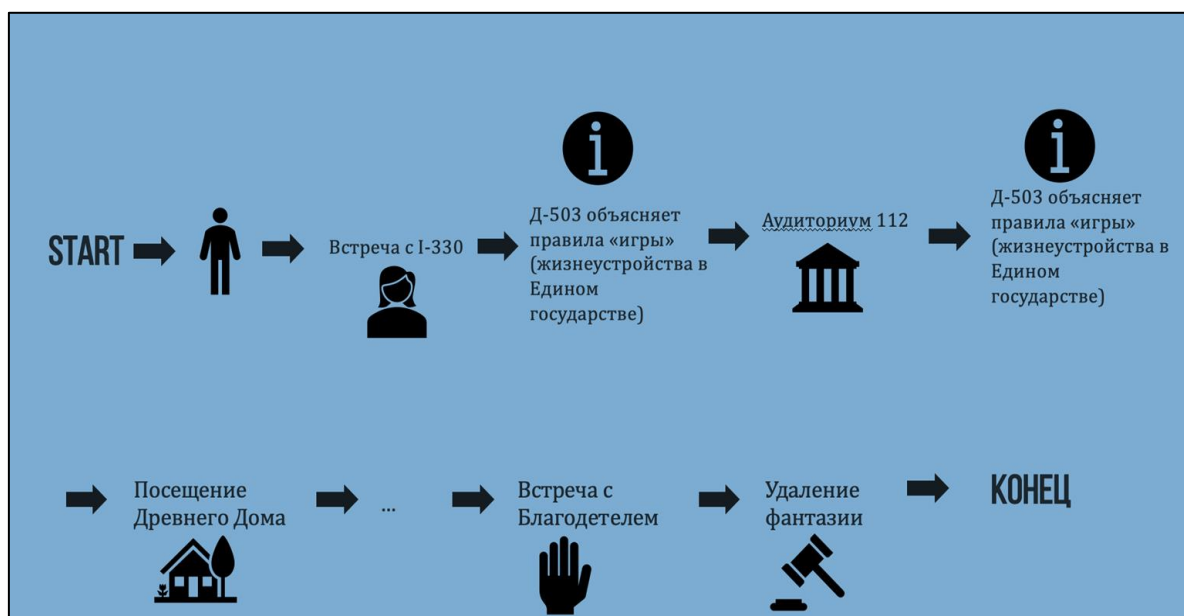 START
Встреча с I-330
Д-503 объясняет
правила «игры»
(жизнеустройства в
Едином
государстве)
Аудиториум 112
Д-503 объясняет
правила «игры»
(жизнеустройства в
Едином
государстве)
Посещение
Древнего Дома
...
Встреча с
Благодетелем
Удаление
фантазии
КОНЕЦ